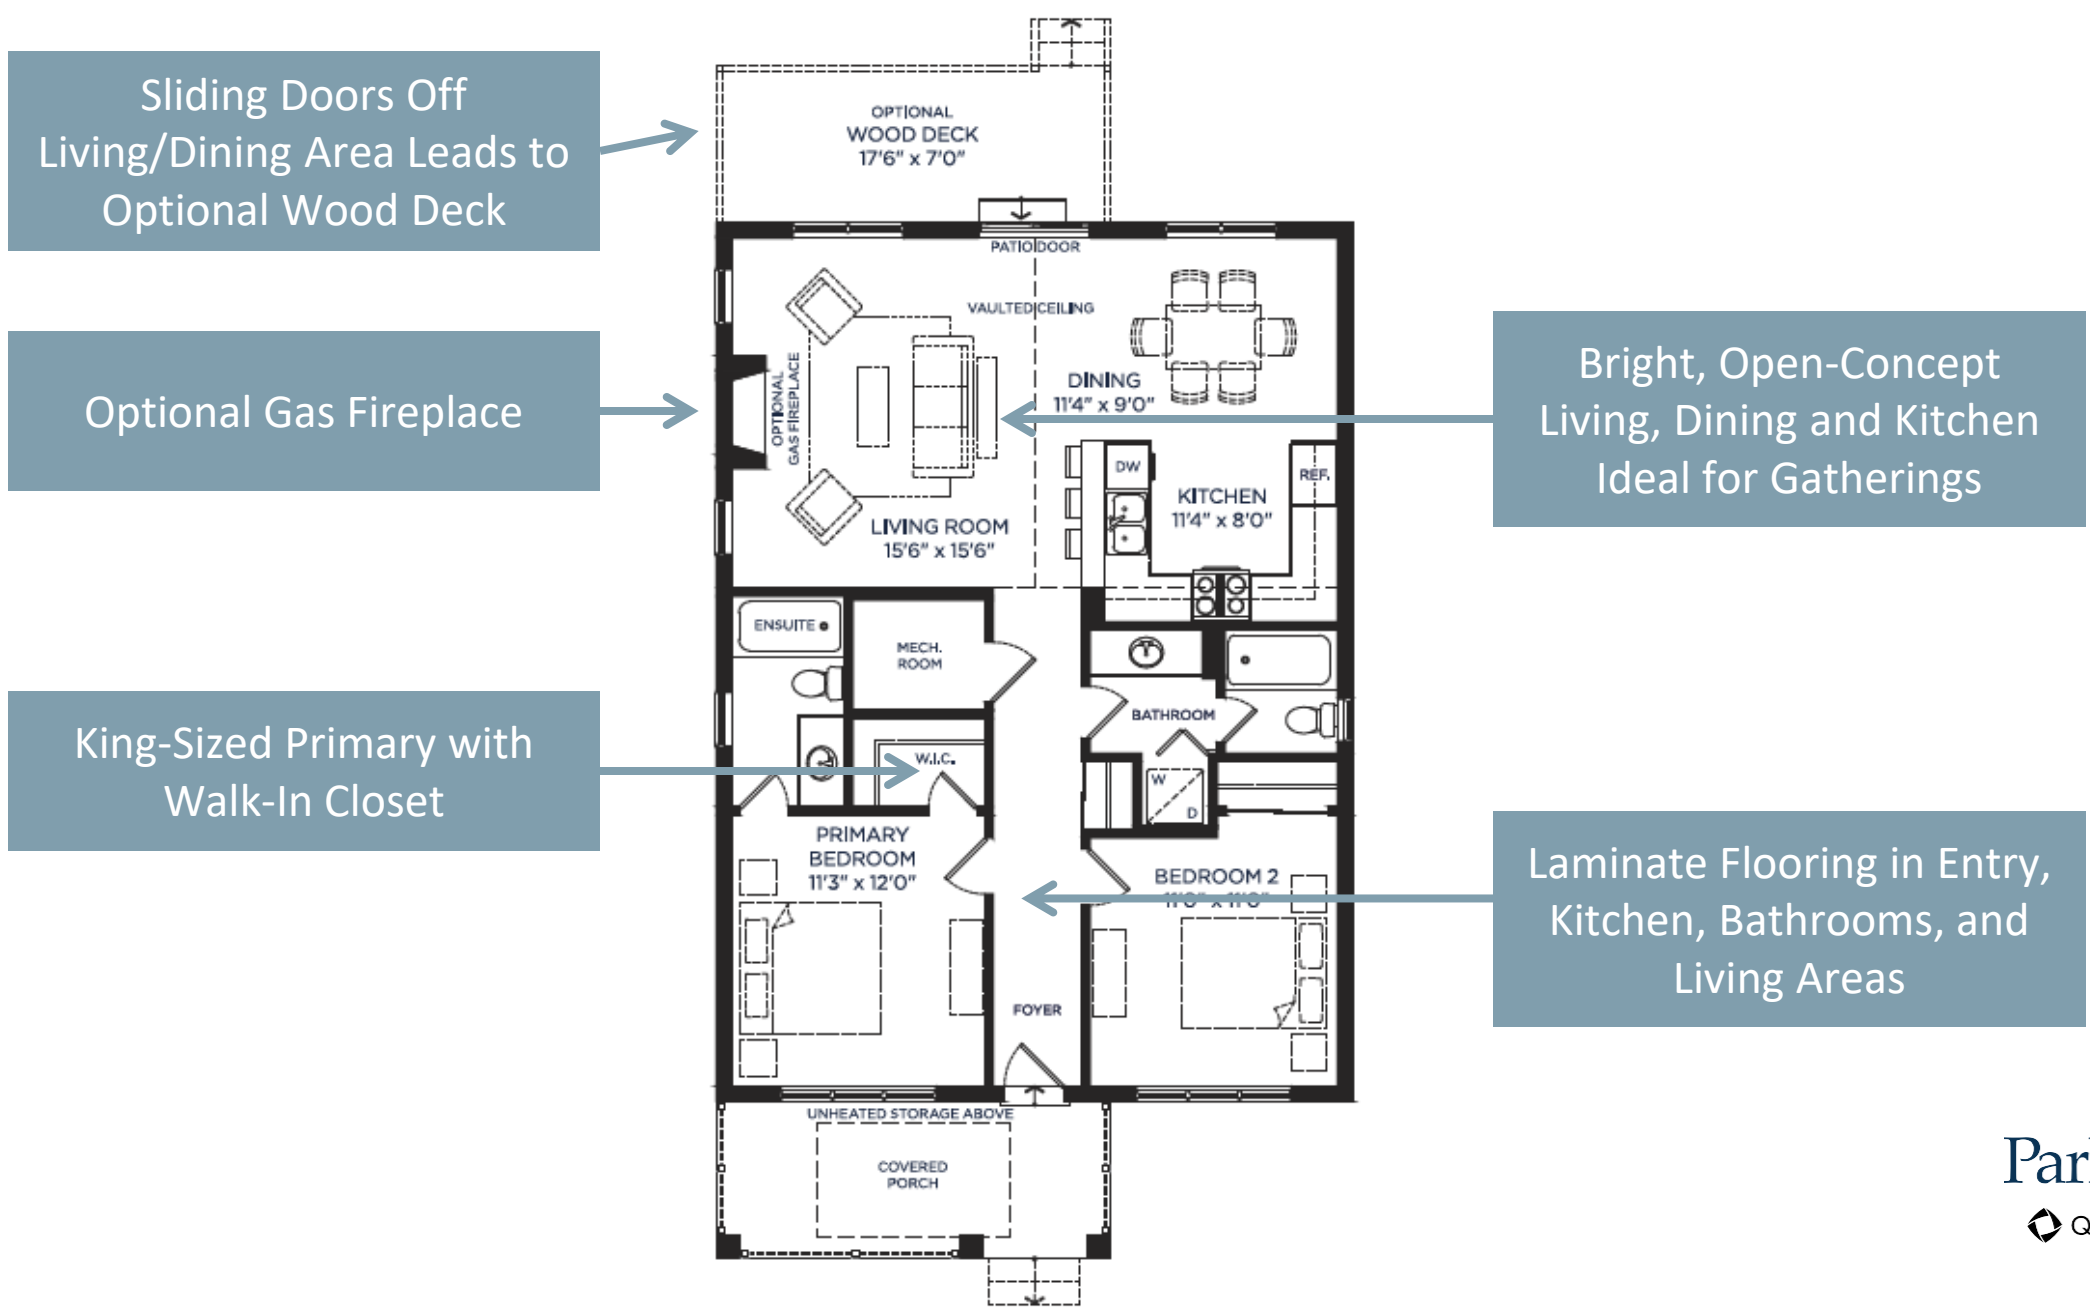 Sliding Doors Off
Living/Dining Area Leads to
Optional Wood Deck
OPTIONAL
WOOD DECK
17'6" x 7'0"
PATIO DOOR
VAULTED CEILING
Optional Gas Fireplace
OPTIONAL
GAS FIREPLACE
DINING
11'4" x 9'0"
Bright, Open-Concept
Living, Dining and Kitchen
Ideal for Gatherings
DW
REF.
KITCHEN
11'4" x 8'0"
LIVING ROOM
15'6" x 15'6"
ENSUITE
MECH.
ROOM
BATHROOM
King-Sized Primary with
Walk-In Closet
W.I.C.
W
D
PRIMARY
BEDROOM
11'3" x 12'0"
BEDROOM 2
Laminate Flooring in Entry,
Kitchen, Bathrooms, and
Living Areas
FOYER
UNHEATED STORAGE ABOVE
COVERED
PORCH